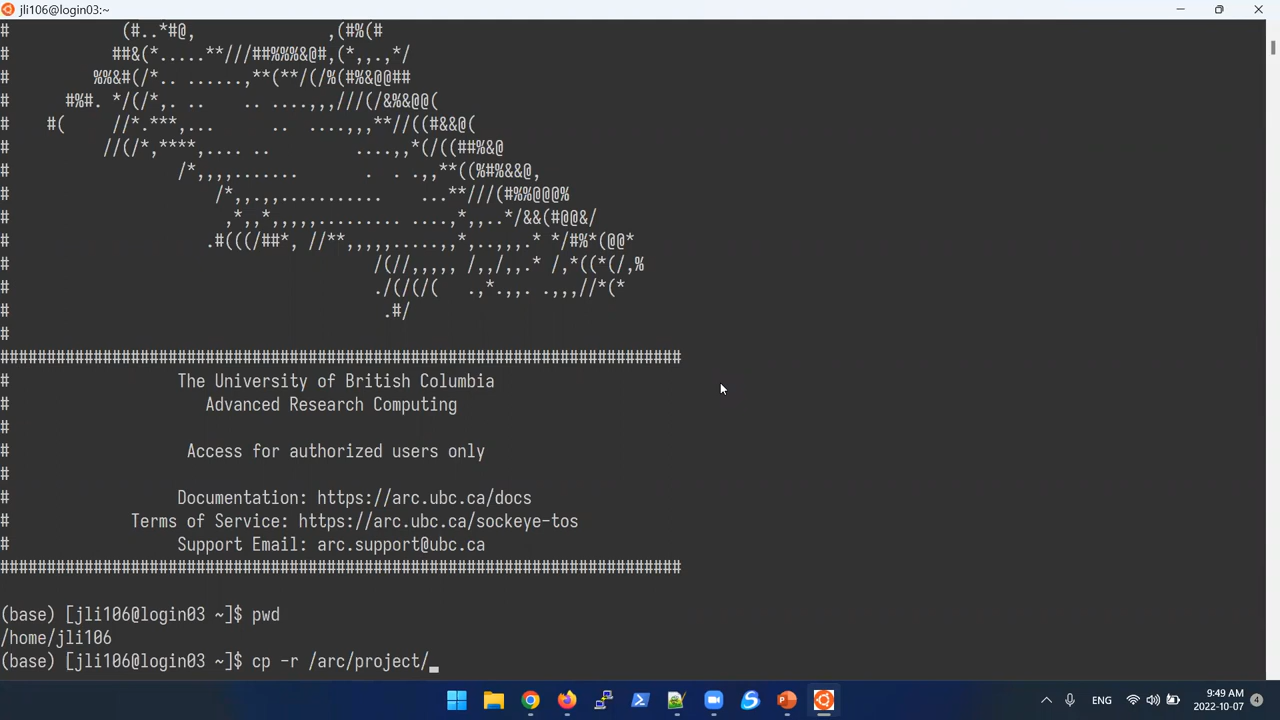 jli106@login03:~
#            (#..*#@,               ,(#%(#
#           ##&(*.....**///##%%%&@#,(*,,.,*/
#         %%&#(/*.. ......,**(**/(/%(#%&@@##
#      #%#. */(/*,. ..    .. ....,,,///(/&%&@@(
#    #(     //*.***,...      ..  ....,,,**//((#&&@(
#          //(/*,****,.... ..         ....,,*(/((##%&@
#                  /*,,,,.......       .  . .,,**((%#%&&@,
#                      /*,,.,,...........    ...**///(#%%@@@%
#                       ,*,,*,,,,,......... ....,*,,..*/&&(#@@&/
#                     .#(((/##*, //**,,,,,.....,,*,..,,,.* */#%*(@@*
#                                       /(//,,,,, /,,/,,.* /,*((*(/,%
#                                       ./(/(/(   .,*.,,. .,,,//*(*
#                                        .#/
#
#########################################################################
#                  The University of British Columbia
#                     Advanced Research Computing
#
#                   Access for authorized users only
#
#                  Documentation: https://arc.ubc.ca/docs
#             Terms of Service: https://arc.ubc.ca/sockeye-tos
#                  Support Email: arc.support@ubc.ca
#########################################################################
(base) [jli106@login03 ~]$ pwd
/home/jli106
(base) [jli106@login03 ~]$ cp -r /arc/project/
ENG
9:49 AM
2022-10-07
4